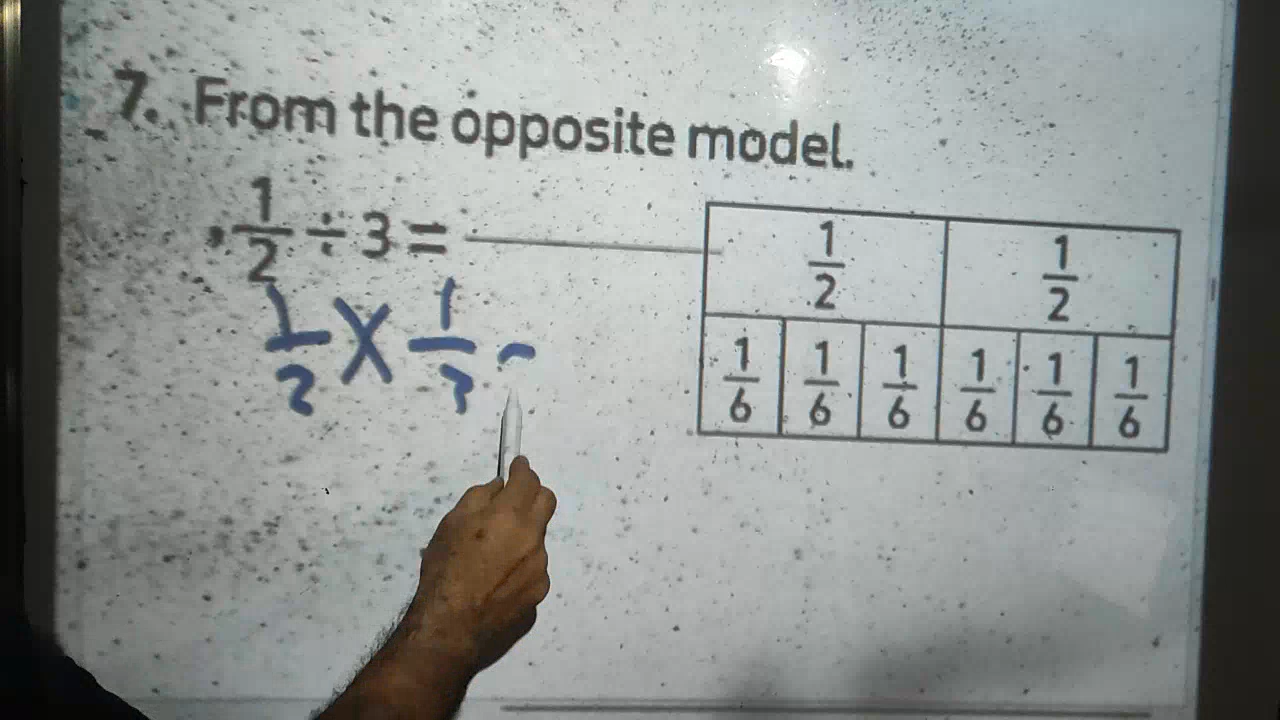 7. From the opposite model.
1/2 ÷ 3 =
1/2 X 1/3 =
1/2 1/2
1/6 1/6 1/6 1/6 1/6 1/6